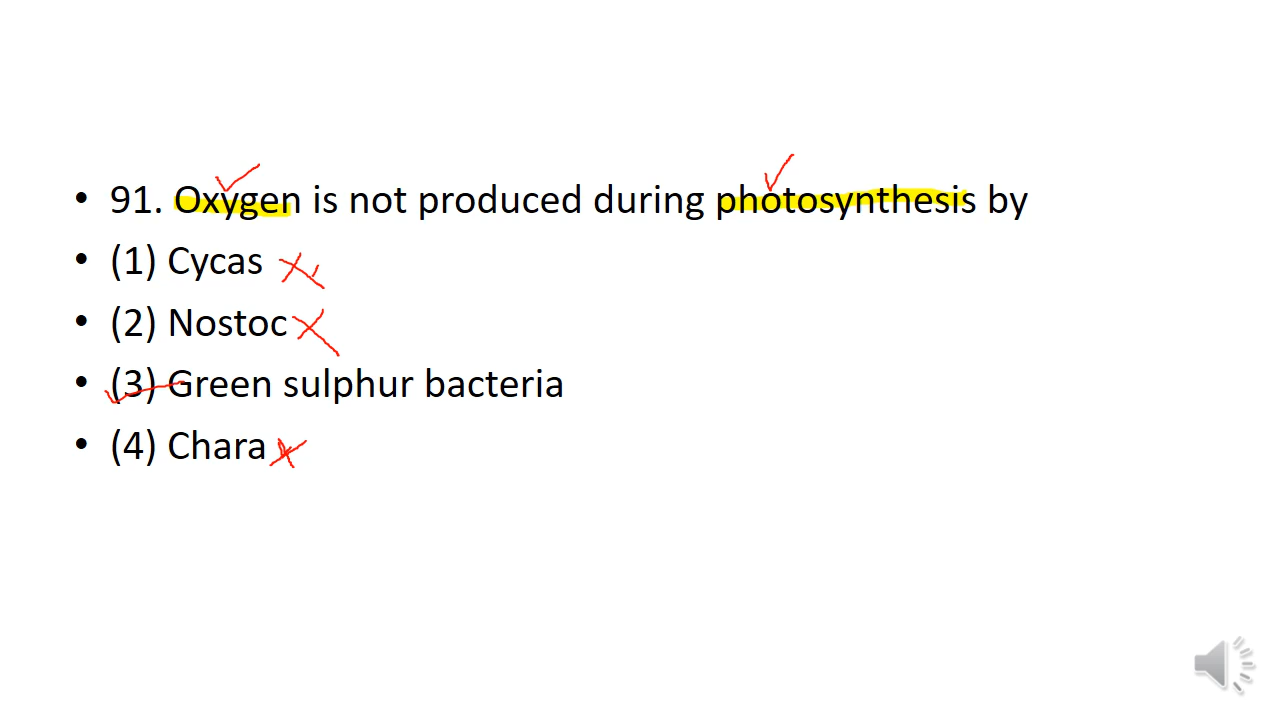 • 91. Oxygen is not produced during photosynthesis by
• (1) Cycas
• (2) Nostoc
• (3) Green sulphur bacteria
• (4) Chara